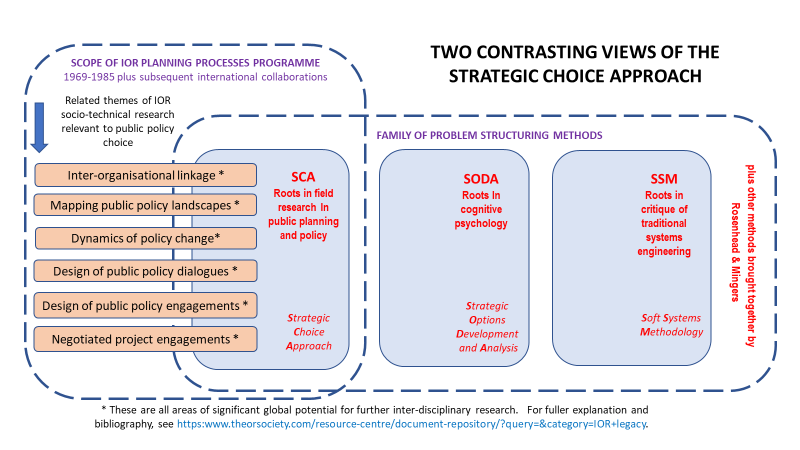 TWO CONTRASTING VIEWS OF THE
STRATEGIC CHOICE APPROACH
SCOPE OF IOR PLANNING PROCESSES PROGRAMME
1969-1985 plus subsequent international collaborations
Related themes of IOR
socio-technical research
relevant to public policy
choice
FAMILY OF PROBLEM STRUCTURING METHODS
Inter-organisational linkage *
Mapping public policy landscapes *
Dynamics of policy change*
Design of public policy dialogues *
Design of public policy engagements *
Negotiated project engagements *
SCA
Roots in field
research In
public planning
and policy
Strategic
Choice
Approach
SODA
Roots In
cognitive
psychology
Strategic
Options
Development
and Analysis
SSM
Roots in
critique of
traditional
systems
engineering
Soft Systems
Methodology
plus other methods brought together by
Rosenhead & Mingers
* These are all areas of significant global potential for further inter-disciplinary research. For fuller explanation and
bibliography, see https:www.theorsociety.com/resource-centre/document-repository/?query=&category=IOR+legacy.